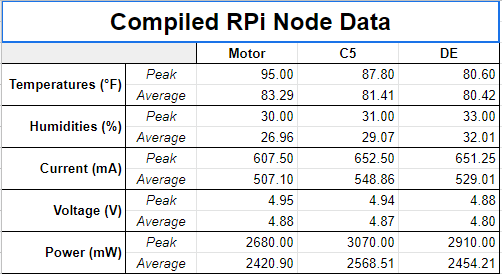 Compiled RPi Node Data
Motor C5 DE
Temperatures (°F) Peak 95.00 87.80 80.60
Average 83.29 81.41 80.42
Humidities (%) Peak 30.00 31.00 33.00
Average 26.96 29.07 32.01
Current (mA) Peak 607.50 652.50 651.25
Average 507.10 548.86 529.01
Voltage (V) Peak 4.95 4.94 4.88
Average 4.88 4.87 4.80
Power (mW) Peak 2680.00 3070.00 2910.00
Average 2420.90 2568.51 2454.21